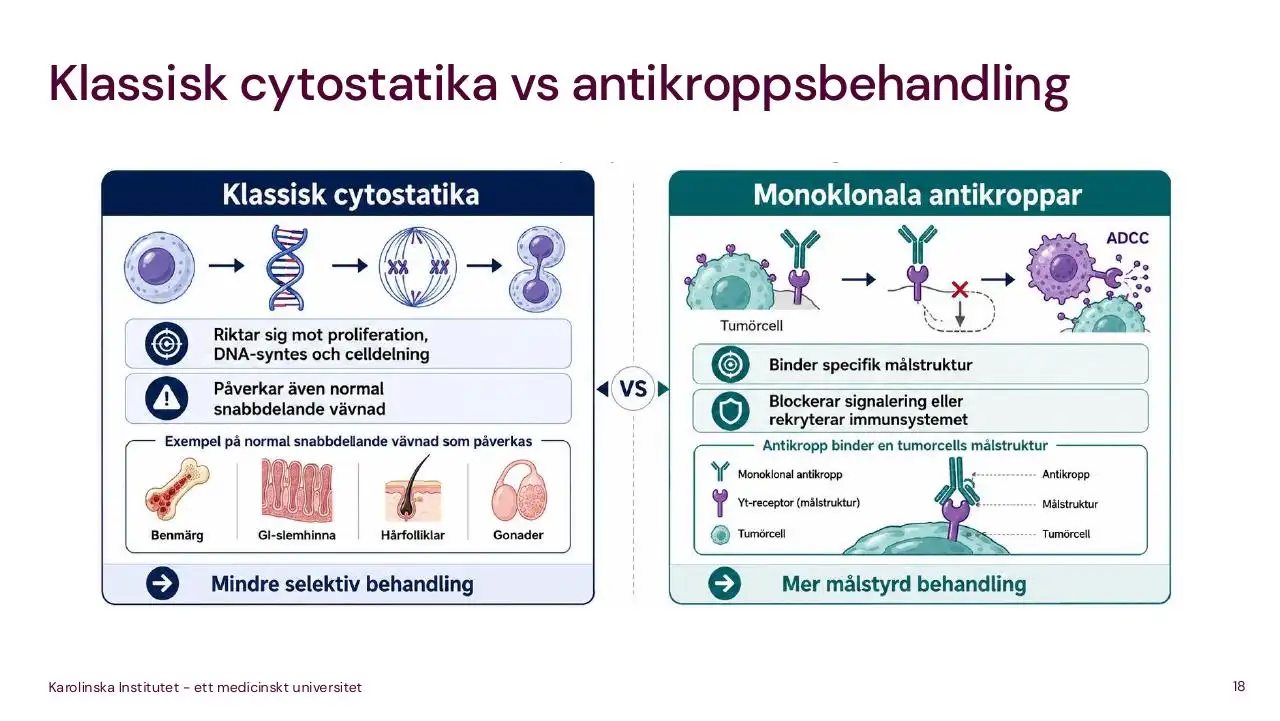 Klassisk cytostatika vs antikroppsbehandling
Klassisk cytostatika
Riktar sig mot proliferation,
DNA-syntes och celldelning
Påverkar även normal
snabbdelande vävnad
Exempel på normal snabbdellande vävnad som påverkas
Benmärg
GI-slemhinna
Hårfolliklar
Gonader
Mindre selektiv behandling
VS
Monoklonala antikroppar
ADCC
Tumörcell
Binder specifik målstruktur
Blockerar signalering eller
rekryterar immunsystemet
Antikropp binder en tumorcells målstruktur
Monoklonal antikropp
Yt-receptor (målstruktur)
Tumörcell
Antikropp
Målstruktur
Tumörcell
Mer målstyrd behandling
Karolinska Institutet – ett medicinskt universitet
18